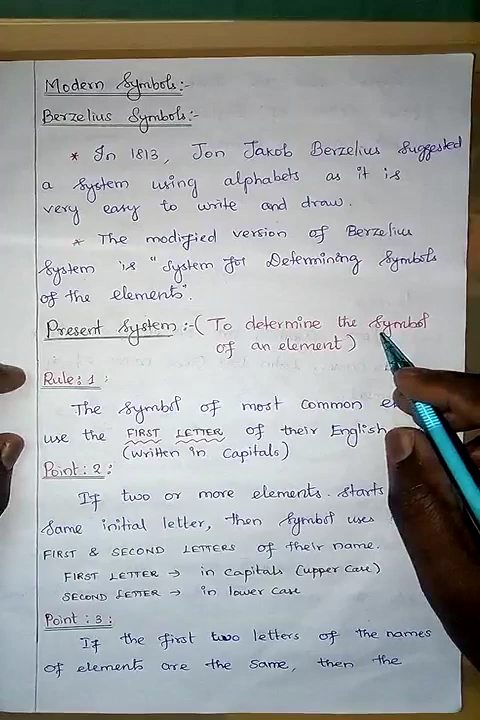 Modern Symbols:-
Berzelius Symbols:-
* In 1813, Jon Jakob Berzelius Suggested
a System using alphabets as it is
very easy to write and draw.
* The modified version of Berzelius
System is "System for Determining Symbols
of the elements".
Present System:-(To determine the Symbol
of an element)
Rule: 1:
The Symbol of most common
use the FIRST LETTER of their English
(written in Capitals)
Point: 2:
If two or more elements. Starts
Same initial letter, then Symbol uses
FIRST & SECOND LETTERS of their name.
FIRST LETTER → in capitals (upper case)
SECOND LETTER → in lower case
Point: 3:
If the first two letters of the names
of elements are the same, then the